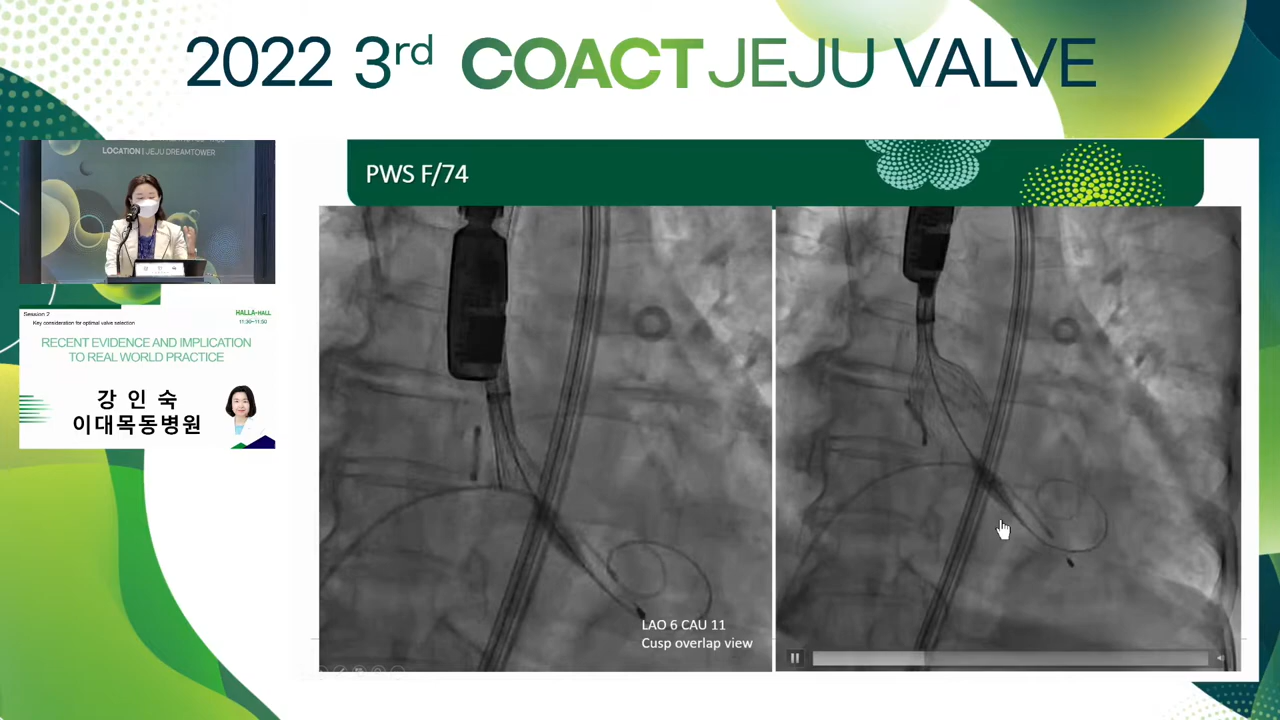 2022 3rd COACT JEJU VALVE
LOCATION | JEJU DREAMTOWER
PWS F/74
Session 2
Key consideration for optimal valve selection
HALLA-HALL
11:30~11:50
RECENT EVIDENCE AND IMPLICATION
TO REAL WORLD PRACTICE
강 인 숙
이대목동병원
LAO 6 CAU 11
Cusp overlap view